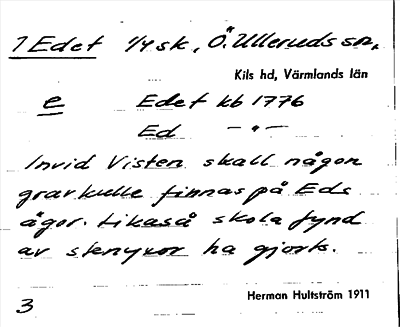 1 Edet 1/4 sk, Ö. Ulleruds sn,
Kils hd, Värmlands län
e Edet kb 1776
Ed — " —
Invid Visten skall någon
gravkulle finnas på Eds
ägor. Likaså skola fynd
av stenyxor ha gjorts.
3 Herman Hultström 1911